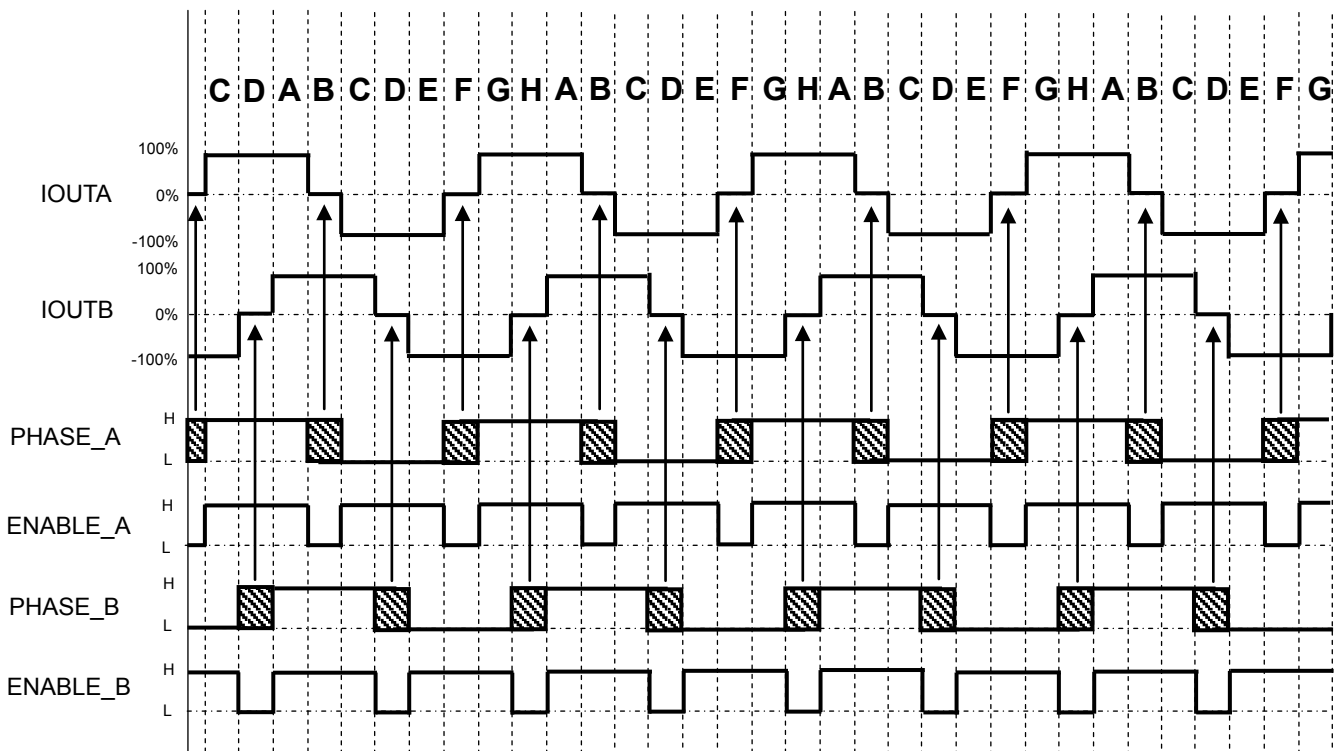 C D A B C D E F G H A B C D E F G H A B C D E F G H A B C D E F G
100%
IOUTA
0%
-100%
100%
IOUTB
0%
-100%
H
PHASE_A
L
H
ENABLE_A
L
H
PHASE_B
L
H
ENABLE_B
L